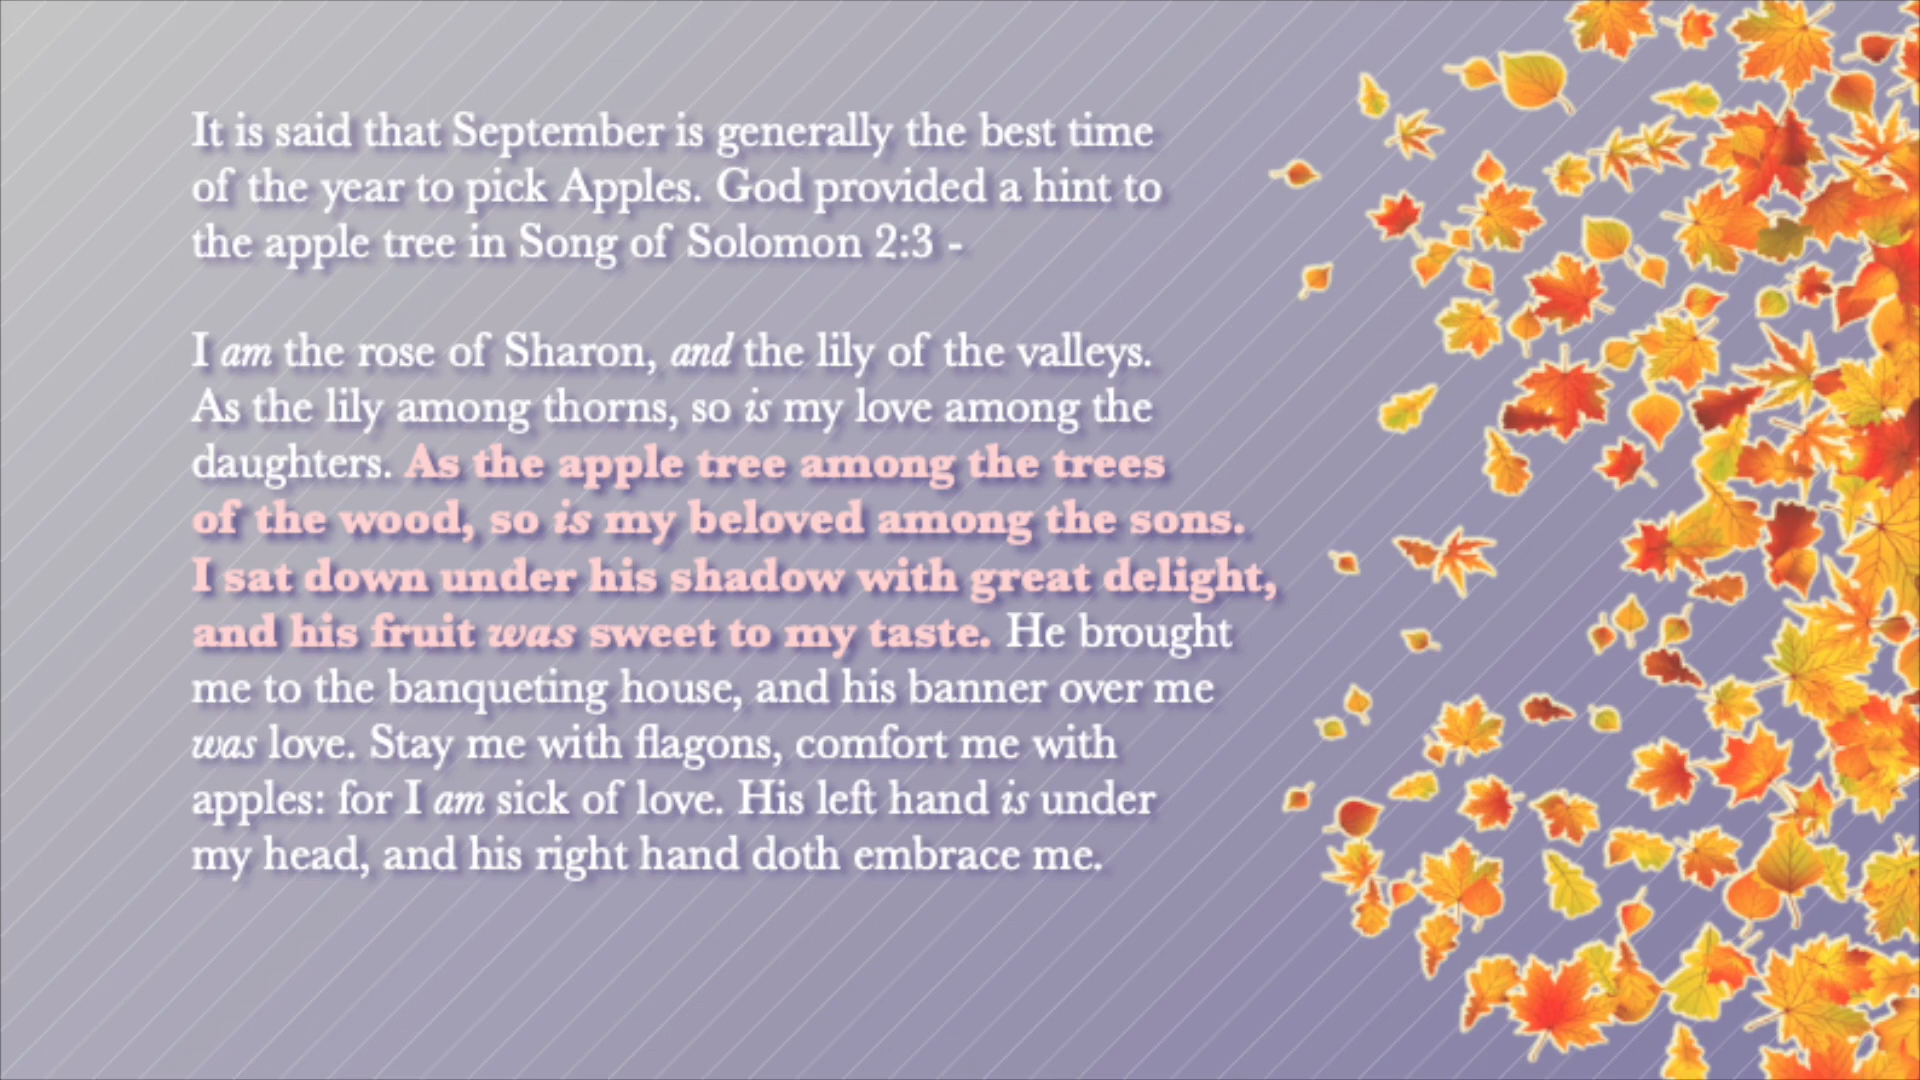 It is said that September is generally the best time
of the year to pick Apples. God provided a hint to
the apple tree in Song of Solomon 2:3 -
I am the rose of Sharon, and the lily of the valleys.
As the lily among thorns, so is my love among the
daughters. As the apple tree among the trees
of the wood, so is my beloved among the sons.
I sat down under his shadow with great delight,
and his fruit was sweet to my taste. He brought
me to the banqueting house, and his banner over me
was love. Stay me with flagons, comfort me with
apples: for I am sick of love. His left hand is under
my head, and his right hand doth embrace me.